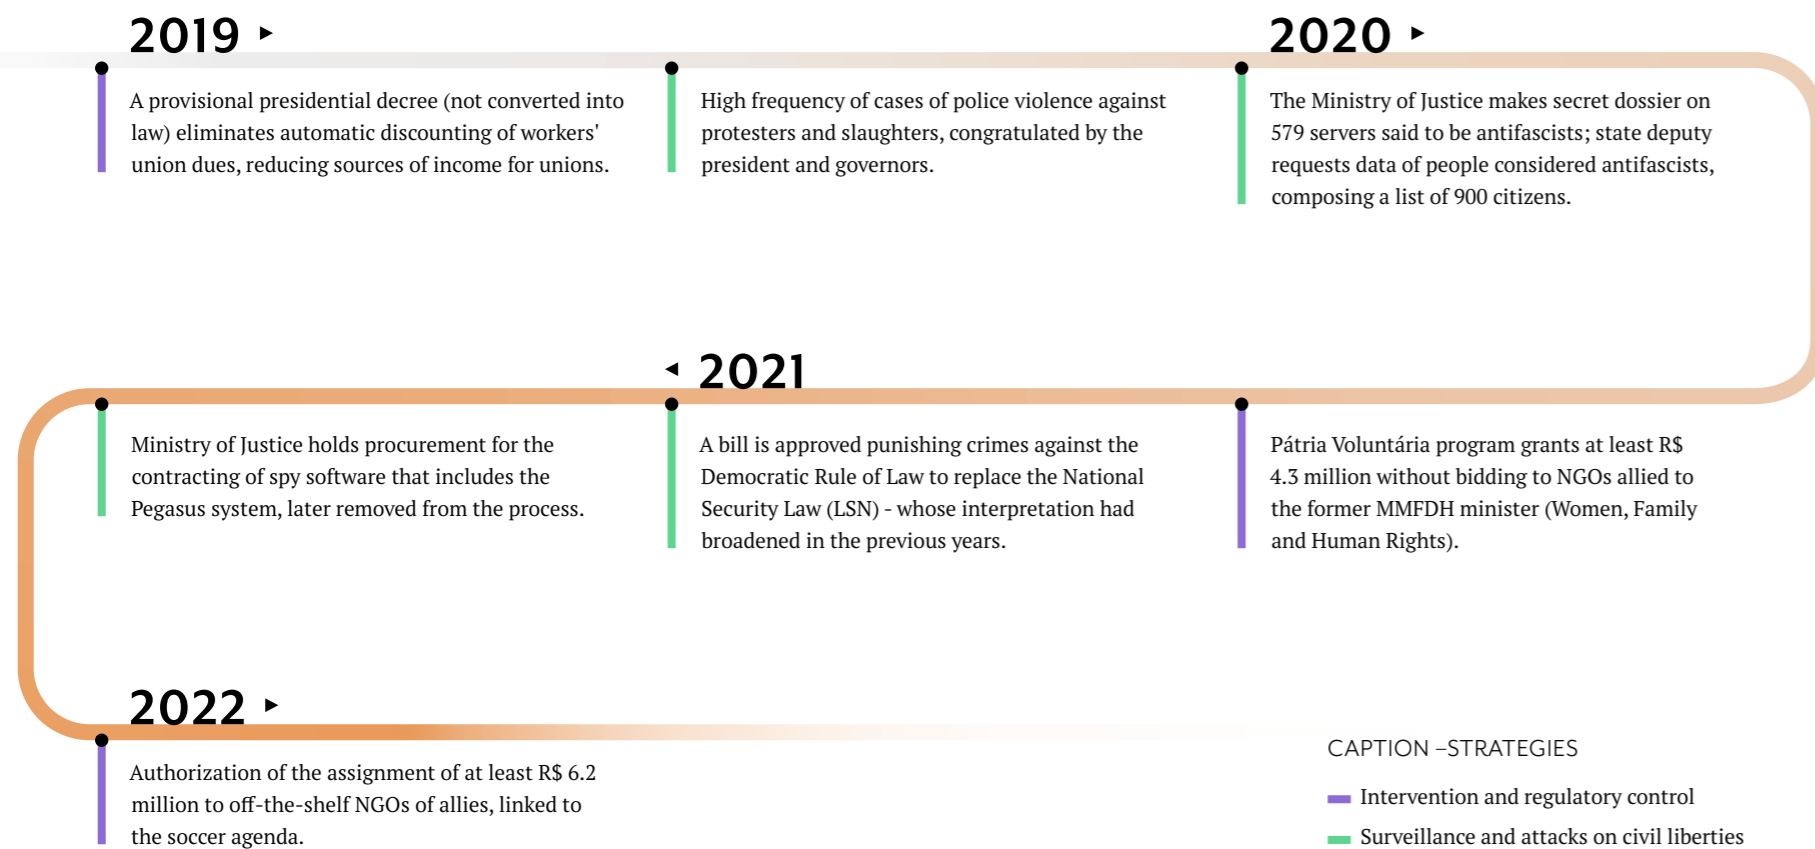 2019 ►
A provisional presidential decree (not converted into
law) eliminates automatic discounting of workers'
union dues, reducing sources of income for unions.
High frequency of cases of police violence against
protesters and slaughters, congratulated by the
president and governors.
2020 ►
The Ministry of Justice makes secret dossier on
579 servers said to be antifascists; state deputy
requests data of people considered antifascists,
composing a list of 900 citizens.
Pátria Voluntária program grants at least R$
4.3 million without bidding to NGOs allied to
the former MMFDH minister (Women, Family
and Human Rights).
◄ 2021
A bill is approved punishing crimes against the
Democratic Rule of Law to replace the National
Security Law (LSN) - whose interpretation had
broadened in the previous years.
Ministry of Justice holds procurement for the
contracting of spy software that includes the
Pegasus system, later removed from the process.
2022 ►
Authorization of the assignment of at least R$ 6.2
million to off-the-shelf NGOs of allies, linked to
the soccer agenda.
CAPTION –STRATEGIES
Intervention and regulatory control
Surveillance and attacks on civil liberties